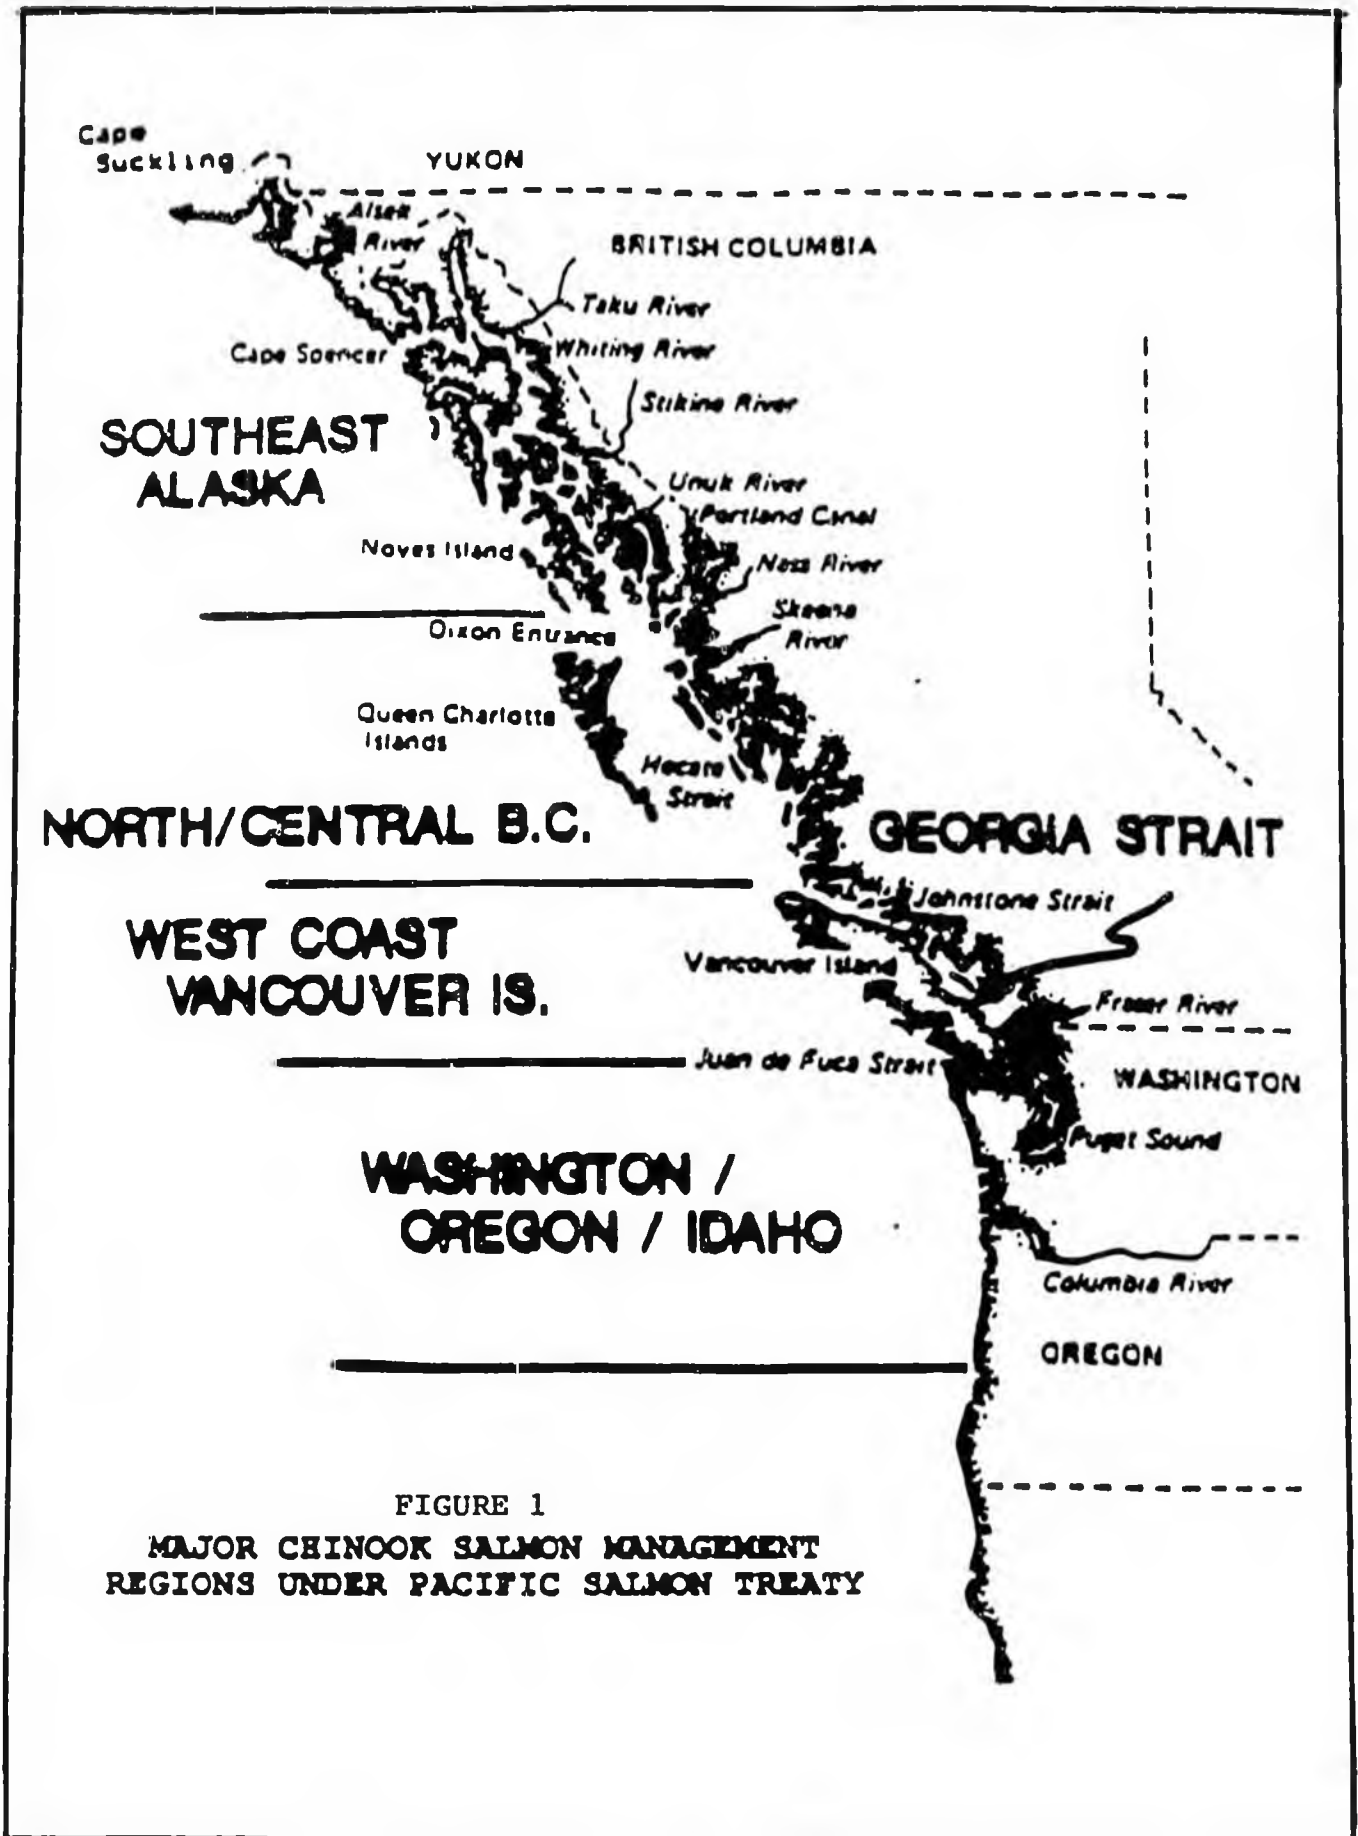 Cape
Suckling
YUKON
Alsek
River
BRITISH COLUMBIA
Taku River
Cape Spencer
Whiting River
Stikine River
SOUTHEAST
ALASKA
Unuk River
Portland Canal
Noyes Island
Nass River
Skeena
River
Dixon Entrance
Queen Charlotte
Islands
Hecate
Strait
NORTH/CENTRAL B.C.
GEORGIA STRAIT
Johnstone Strait
WEST COAST
VANCOUVER IS.
Vancouver Island
Fraser River
Juan de Fuca Strait
WASHINGTON
Puget Sound
WASHINGTON /
OREGON / IDAHO
Columbia River
OREGON
FIGURE 1
MAJOR CHINOOK SALMON MANAGEMENT
REGIONS UNDER PACIFIC SALMON TREATY